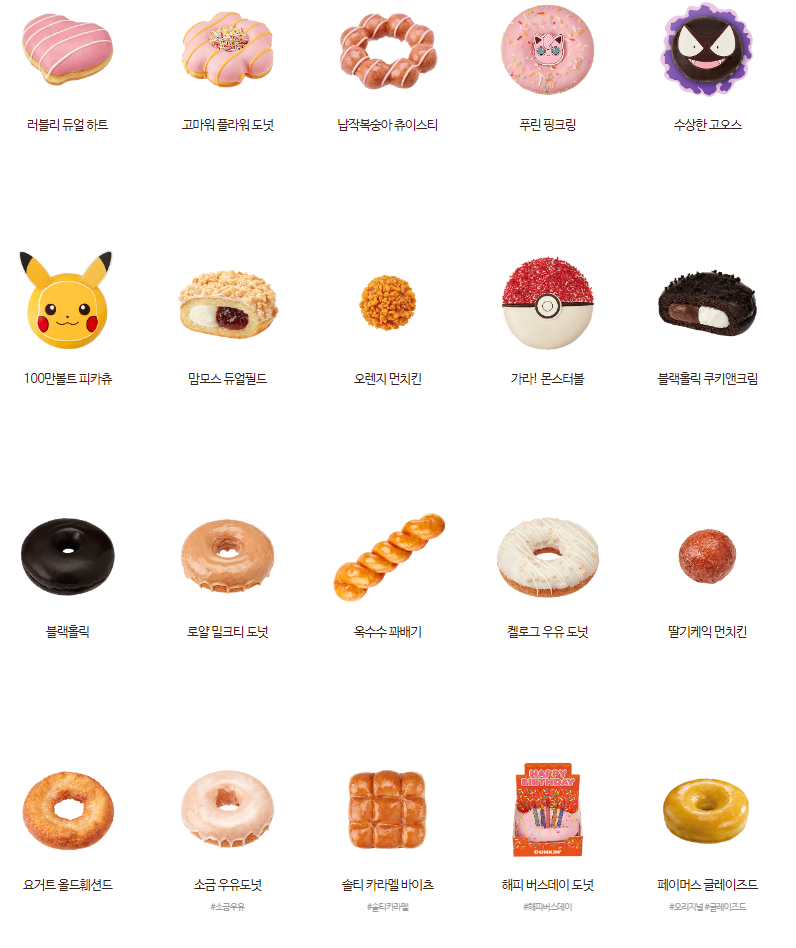 러블리 듀얼 하트
고마워 플라워 도넛
납작복숭아 츄이스티
푸린 핑크링
수상한 고오스
100만볼트 피카츄
맘모스 듀얼필드
오렌지 먼치킨
가라! 몬스터볼
블랙홀릭 쿠키앤크림
블랙홀릭
로얄 밀크티 도넛
옥수수 꽈배기
켈로그 우유 도넛
딸기케익 먼치킨
HAPPY
BIRTHDAY
DUNKIN'
요거트 올드훼션드
소금 우유도넛
솔티 카라멜 바이츠
해피 버스데이 도넛
페이머스 글레이즈드
#소금우유
#솔티카라멜
#해피버스데이
#오리지널 #글레이즈드